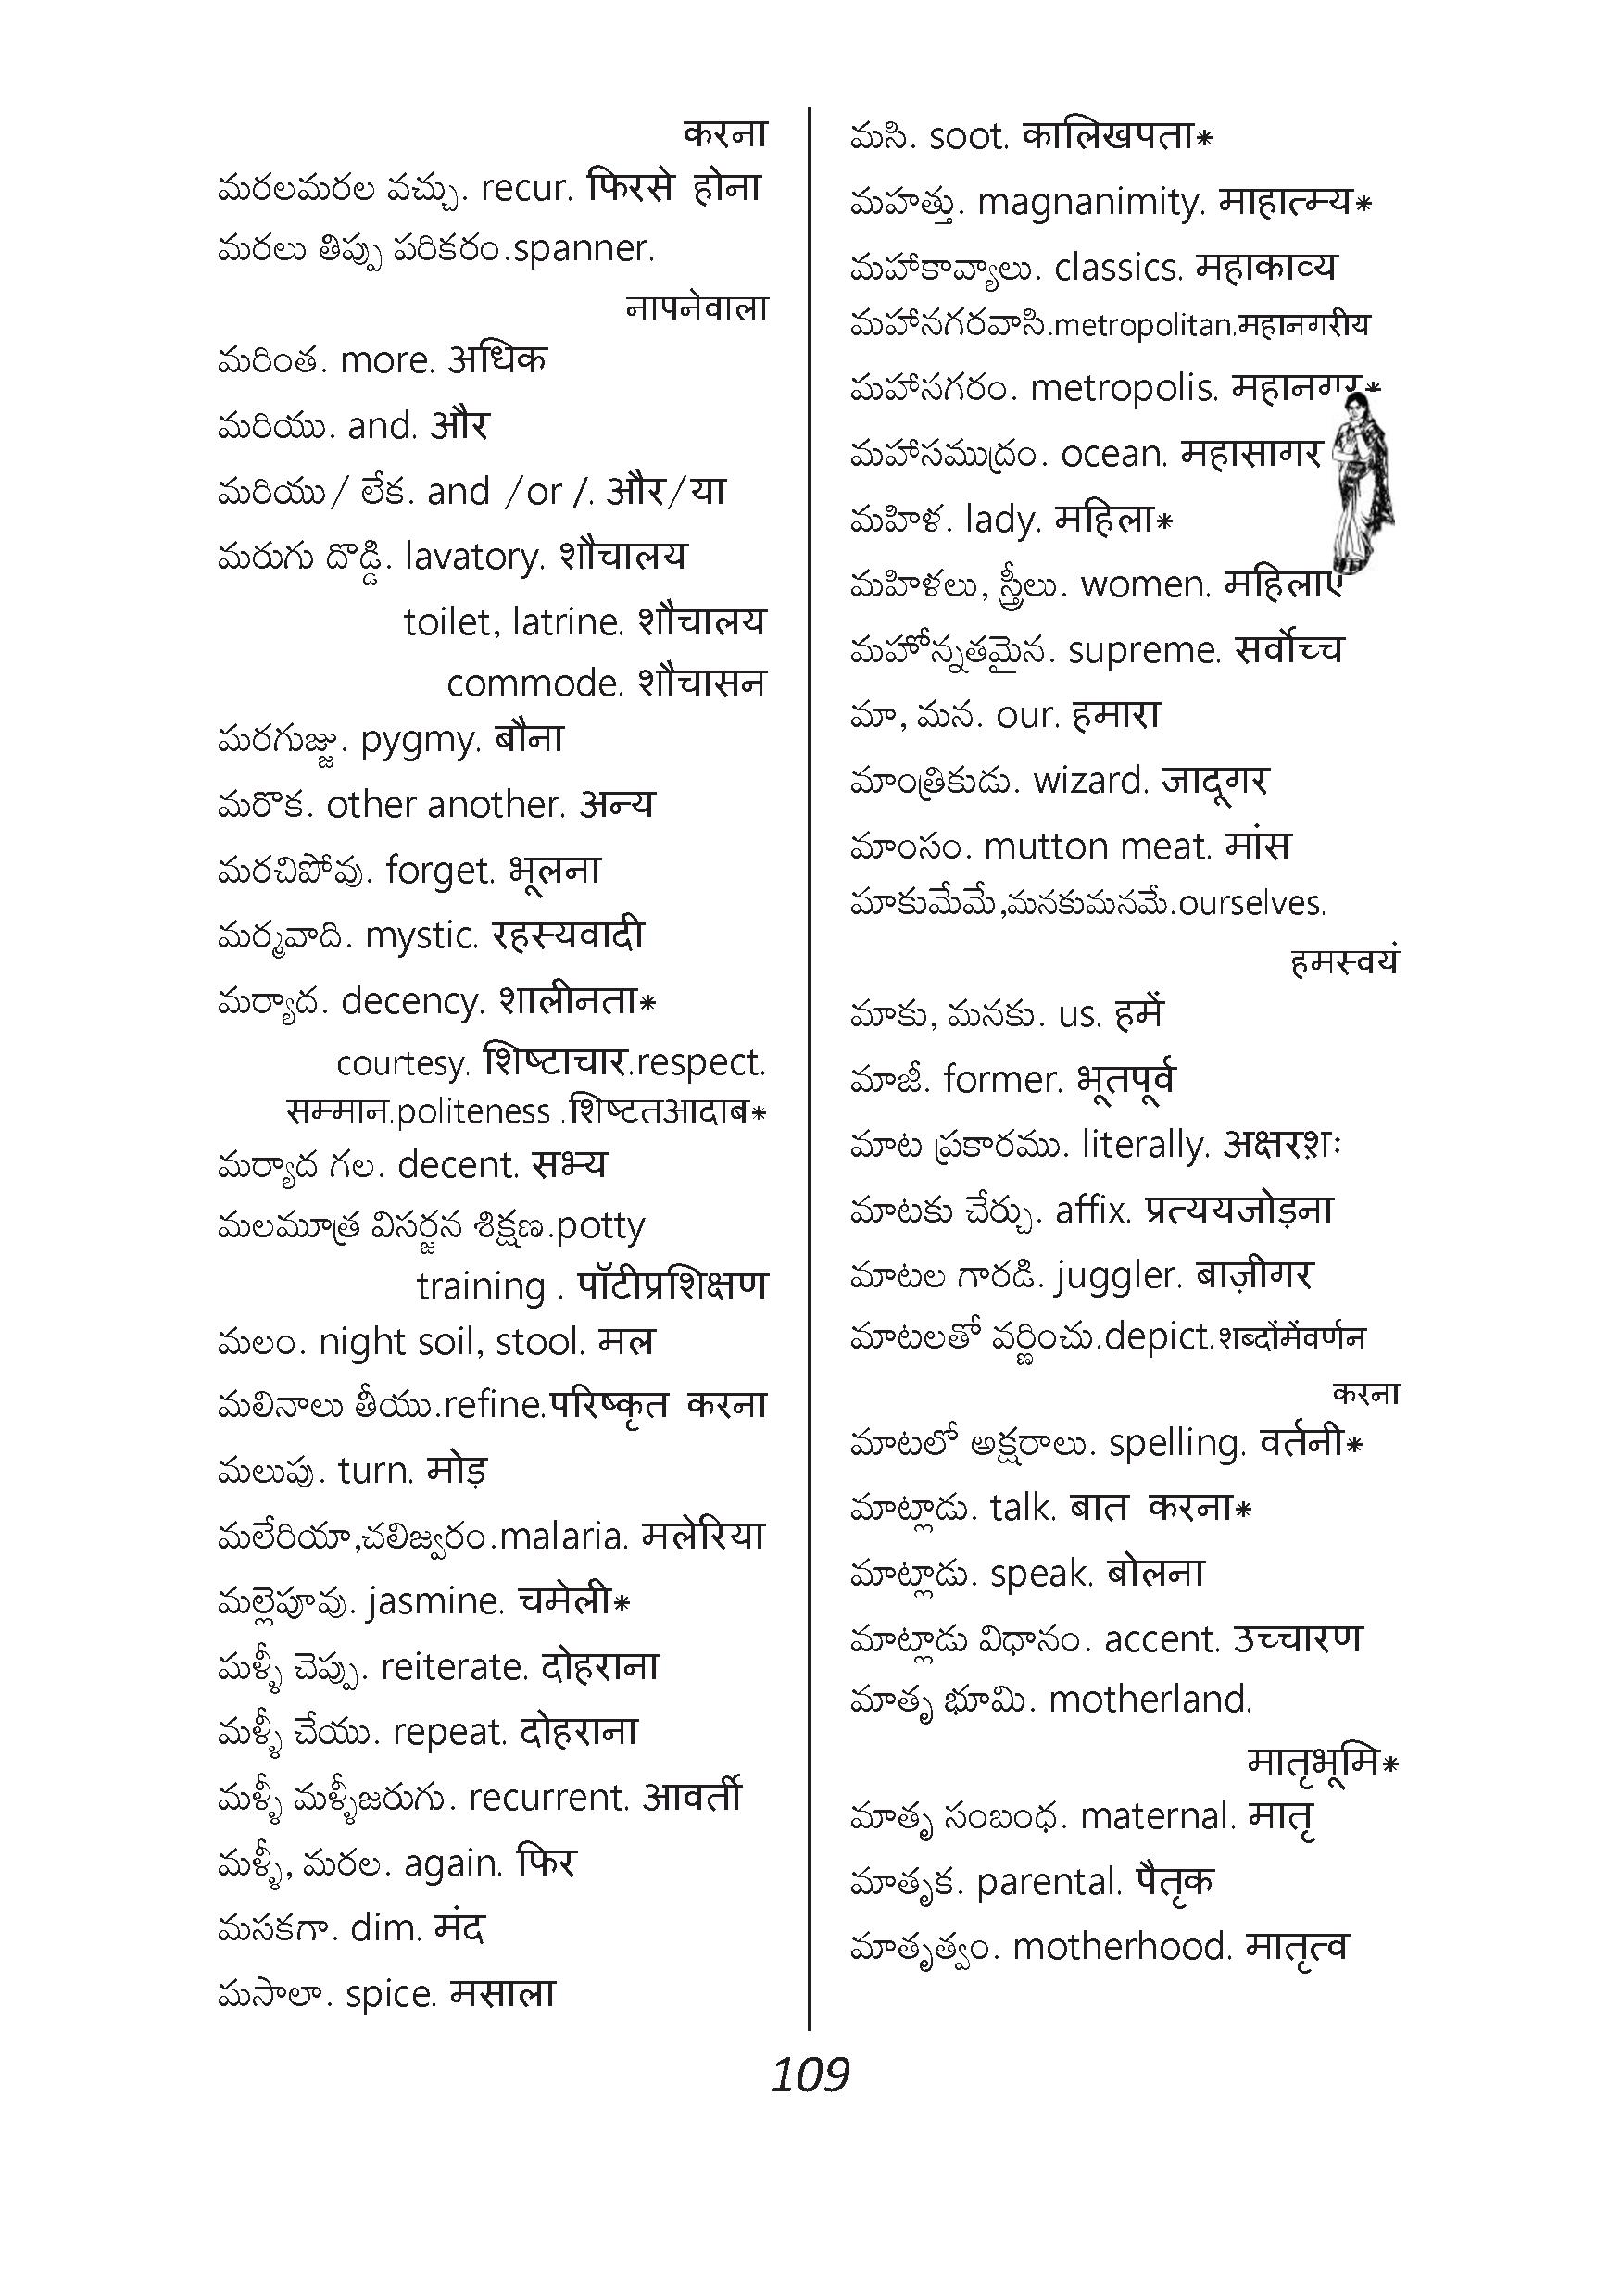 करना
మరలమరల వచ్చు. recur. फिरसे होना
మరలు తిప్పు పరికరం.spanner.
नापनेवाला
మరింత. more. अधिक
మరియు. and. और
మరియు/ లేక. and /or /. और/या
మరుగు దొడ్డి. lavatory. शौचालय
toilet, latrine. शौचालय
commode. शौचासन
మరగుజ్జు. pygmy. बौना
మరొక. other another. अन्य
మరచిపోవు. forget. भूलना
మర్మవాది. mystic. रहस्यवादी
మర్యాద. decency. शालीनता*
courtesy. शिष्टाचार.respect.
सम्मान.politeness .शिष्टतआदाब*
మర్యాద గల. decent. सभ्य
మలమూత్ర విసర్జన శిక్షణ.potty
training . पॉटीप्रशिक्षण
మలం. night soil, stool. मल
మలినాలు తీయు.refine.परिष्कृत करना
మలుపు. turn. मोड़
మలేరియా,చలిజ్వరం.malaria. मलेरिया
మల్లెపూవు. jasmine. चमेली*
మళ్ళీ చెప్పు. reiterate. दोहराना
మళ్ళీ చేయు. repeat. दोहराना
మళ్ళీ మళ్ళీజరుగు. recurrent. आवर्ती
మళ్ళీ, మరల. again. फिर
మసకగా. dim. मंद
మసాలా. spice. मसाला
మసి. soot. कालिखपता*
మహత్తు. magnanimity. माहात्म्य*
మహాకావ్యాలు. classics. महाकाव्य
మహానగరవాసి.metropolitan.महानगरीय
మహానగరం. metropolis. महानगर*
మహాసముద్రం. ocean. महासागर
మహిళ. lady. महिला*
మహిళలు, స్త్రీలు. women. महिलाएं
మహోన్నతమైన. supreme. सर्वोच्च
మా, మన. our. हमारा
మాంత్రికుడు. wizard. जादूगर
మాంసం. mutton meat. मांस
మాకుమేమే,మనకుమనమే.ourselves.
हमस्वयं
మాకు, మనకు. us. हमें
మాజీ. former. भूतपूर्व
మాట ప్రకారము. literally. अक्षरश़ः
మాటకు చేర్చు. affix. प्रत्ययजोड़ना
మాటల గారడి. juggler. बाज़ीगर
మాటలతో వర్ణించు.depict.शब्दोंमेंवर्णन
करना
మాటలో అక్షరాలు. spelling. वर्तनी*
మాట్లాడు. talk. बात करना*
మాట్లాడు. speak. बोलना
మాట్లాడు విధానం. accent. उच्चारण
మాతృ భూమి. motherland.
मातृभूमि*
మాతృ సంబంధ. maternal. मातृ
మాతృక. parental. पैतृक
మాతృత్వం. motherhood. मातृत्व
109